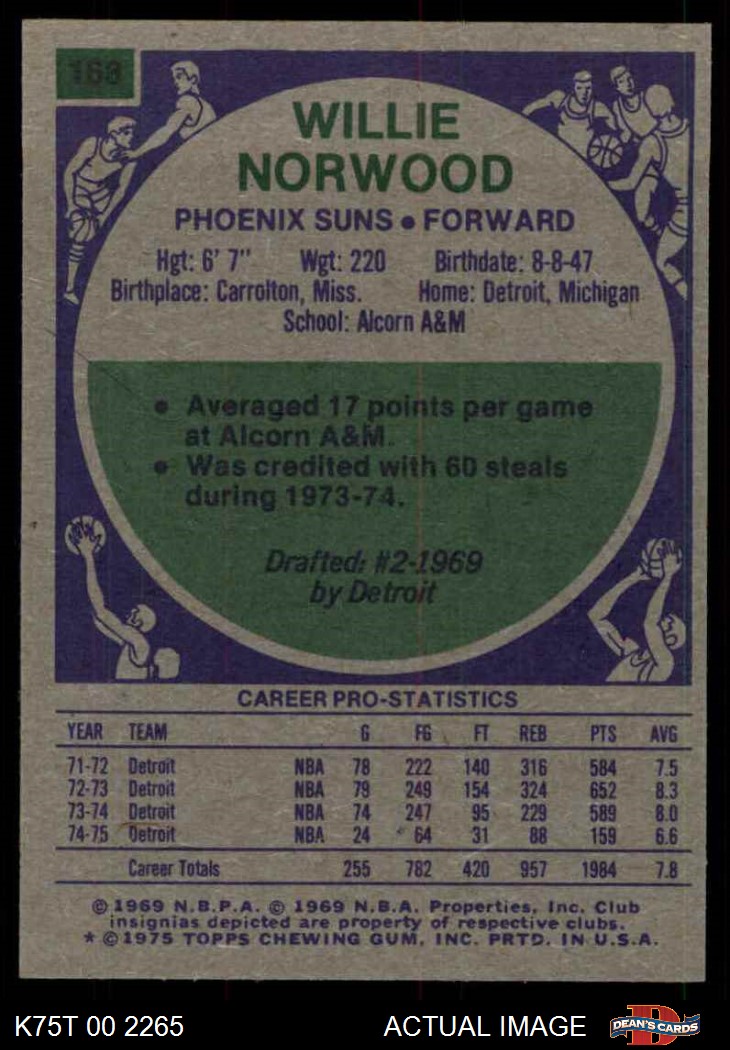 168
WILLIE
NORWOOD
PHOENIX SUNS • FORWARD
Hgt: 6' 7" Wgt: 220 Birthdate: 8-8-47
Birthplace: Carrolton, Miss. Home: Detroit, Michigan
School: Alcorn A&M
• Averaged 17 points per game
at Alcorn A&M.
• Was credited with 60 steals
during 1973-74.
Drafted: #2-1969
by Detroit
CAREER PRO-STATISTICS
YEAR TEAM G FG FT REB PTS AVG
71-72 Detroit NBA 78 222 140 316 584 7.5
72-73 Detroit NBA 79 249 154 324 652 8.3
73-74 Detroit NBA 74 247 95 229 589 8.0
74-75 Detroit NBA 24 64 31 88 159 6.6
Career Totals 255 782 420 957 1984 7.8
© 1969 N.B.P.A. © 1969 N.B.A. Properties, Inc. Club
insignias depicted are property of respective clubs.
* © 1975 TOPPS CHEWING GUM, INC. PRTD. IN U.S.A.
K75T 00 2265 ACTUAL IMAGE DEAN'S CARDS